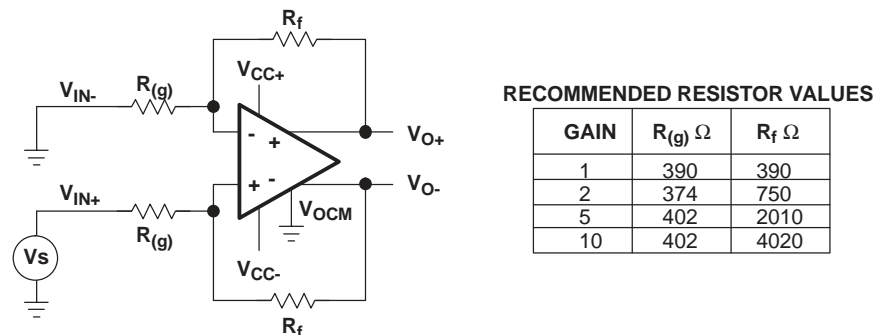 Rf
VCC+
VIN-
R(g)
- +
VO+
VIN+
+ -
VO-
VOCM
R(g)
Vs
VCC-
Rf
RECOMMENDED RESISTOR VALUES
GAIN R(g) Ω Rf Ω
1 390 390
2 374 750
5 402 2010
10 402 4020